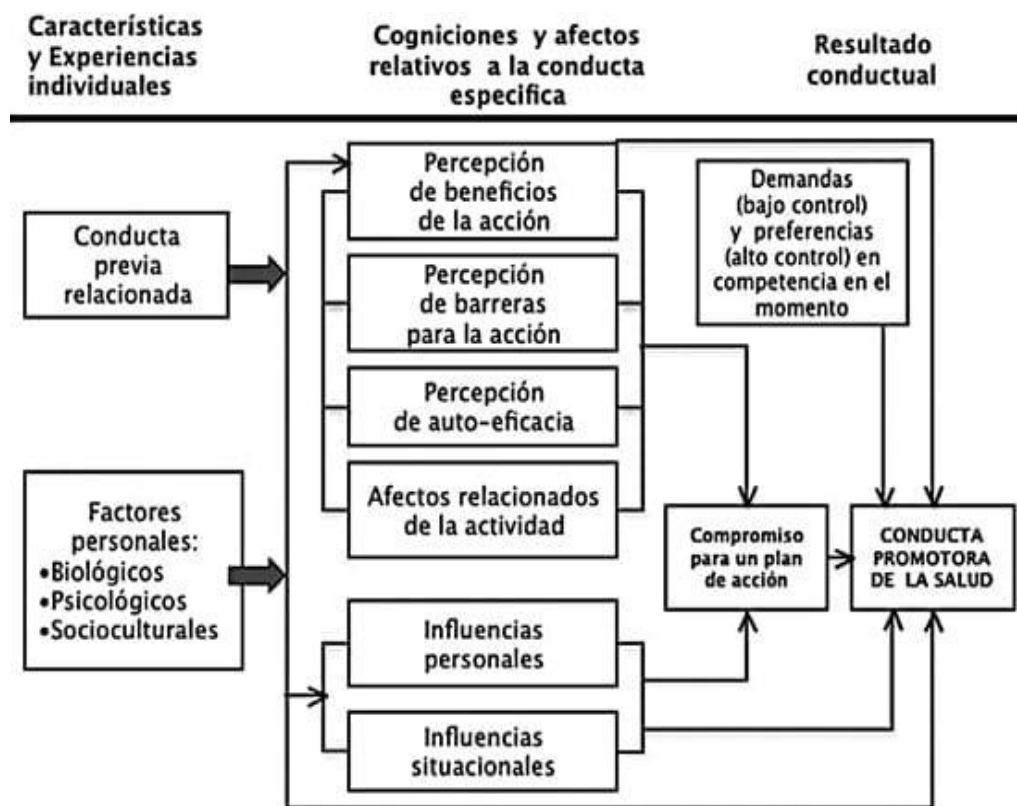 Características
y Experiencias
individuales
Cogniciones y afectos
relativos a la conducta
especifica
Resultado
conductual
Conducta
previa
relacionada
Factores
personales:
•Biológicos
•Psicológicos
•Socioculturales
Percepción
de beneficios
de la acción
Percepción
de barreras
para la acción
Percepción
de auto-eficacia
Afectos relacionados
de la actividad
Influencias
personales
Influencias
situacionales
Demandas
(bajo control)
y preferencias
(alto control) en
competencia en el
momento
Compromiso
para un plan
de acción
CONDUCTA
PROMOTORA
DE LA SALUD